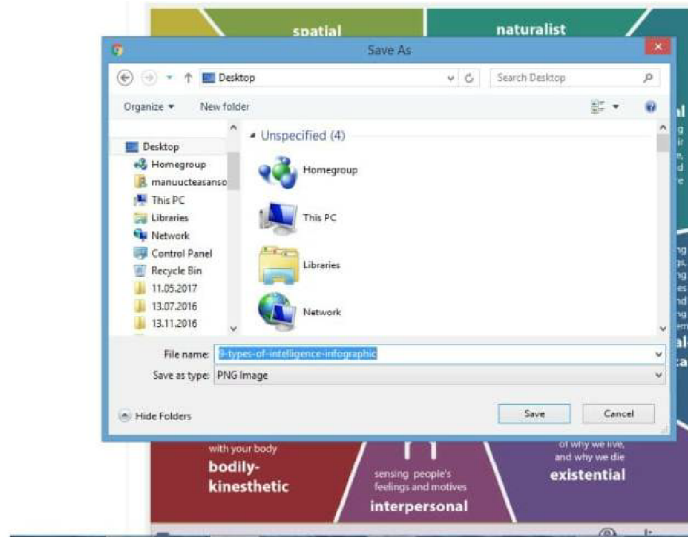 spatial
naturalist
Save As
Desktop
Search Desktop
Organize
New folder
Desktop
Homegroup
manuucteasanso
This PC
Libraries
Network
Control Panel
Recycle Bin
11.05.2017
13.07.2016
13.11.2016
Unspecified (4)
Homegroup
This PC
Libraries
Network
File name: 9-types-of-intelligence-infographic
Save as type: PNG Image
Hide Folders
Save
Cancel
with your body
bodily-
kinesthetic
sensing people's
feelings and motives
interpersonal
of why we live,
and why we die
existential